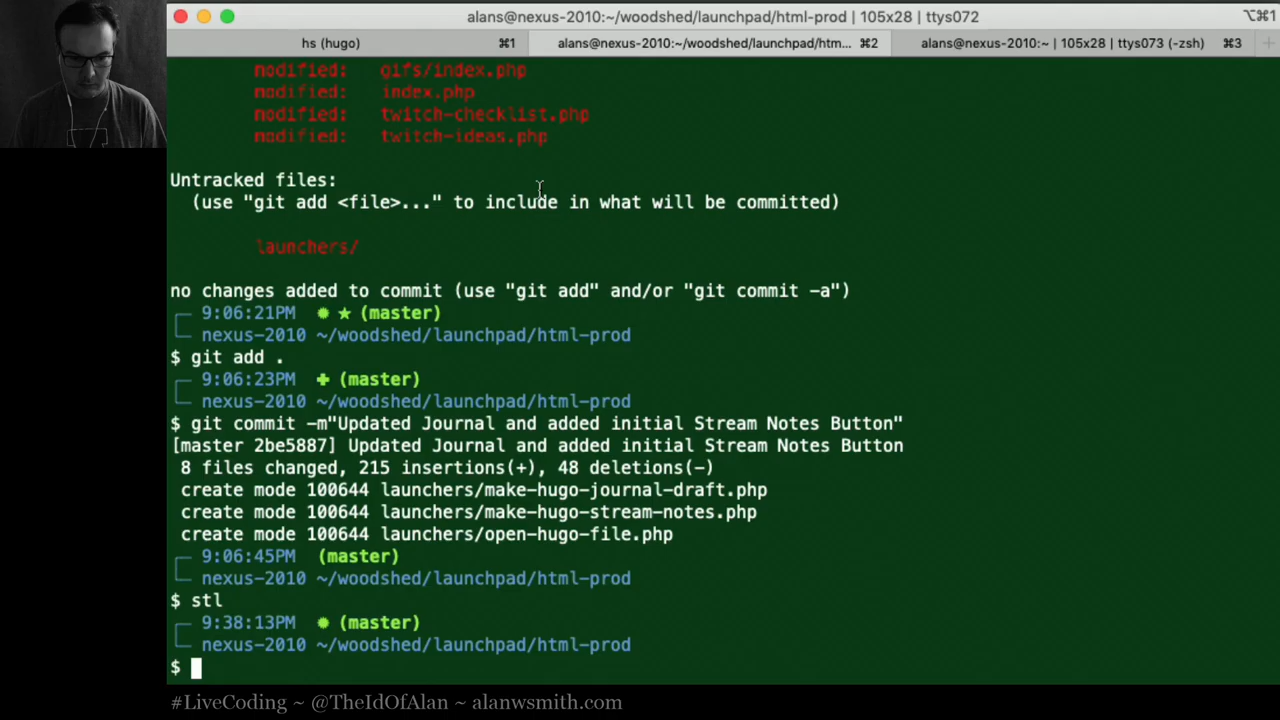 alans@nexus-2010:~/woodshed/launchpad/html-prod | 105x28 | ttys072
⌥⌘1
hs (hugo) ⌘1 alans@nexus-2010:~/woodshed/launchpad/htm... ⌘2 alans@nexus-2010:~ | 105x28 | ttys073 (-zsh) ⌘3 +
modified: gifs/index.php
modified: index.php
modified: twitch-checklist.php
modified: twitch-ideas.php
Untracked files:
(use "git add <file>..." to include in what will be committed)
launchers/
no changes added to commit (use "git add" and/or "git commit -a")
9:06:21PM ✹ ★ (master)
nexus-2010 ~/woodshed/launchpad/html-prod
$ git add .
9:06:23PM ✚ (master)
nexus-2010 ~/woodshed/launchpad/html-prod
$ git commit -m"Updated Journal and added initial Stream Notes Button"
[master 2be5887] Updated Journal and added initial Stream Notes Button
8 files changed, 215 insertions(+), 48 deletions(-)
create mode 100644 launchers/make-hugo-journal-draft.php
create mode 100644 launchers/make-hugo-stream-notes.php
create mode 100644 launchers/open-hugo-file.php
9:06:45PM (master)
nexus-2010 ~/woodshed/launchpad/html-prod
$ stl
9:38:13PM ✹ (master)
nexus-2010 ~/woodshed/launchpad/html-prod
$
#LiveCoding ~ @TheIdOfAlan ~ alanwsmith.com